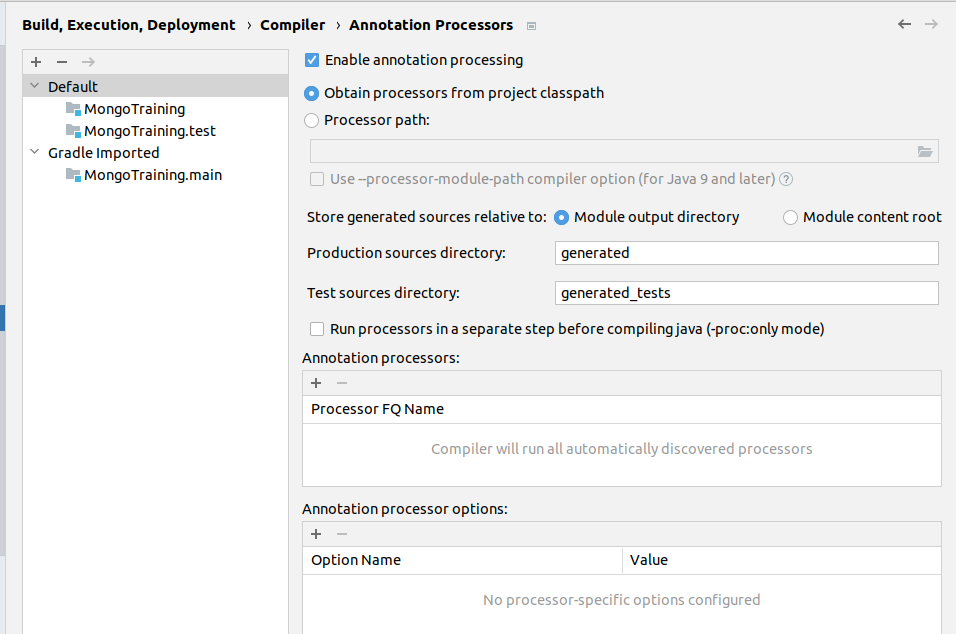 Build, Execution, Deployment › Compiler › Annotation Processors
Default
MongoTraining
MongoTraining.test
Gradle Imported
MongoTraining.main
Enable annotation processing
Obtain processors from project classpath
Processor path:
Use --processor-module-path compiler option (for Java 9 and later) ?
Store generated sources relative to: Module output directory Module content root
Production sources directory: generated
Test sources directory: generated_tests
Run processors in a separate step before compiling java (-proc:only mode)
Annotation processors:
Processor FQ Name
Compiler will run all automatically discovered processors
Annotation processor options:
Option Name Value
No processor-specific options configured